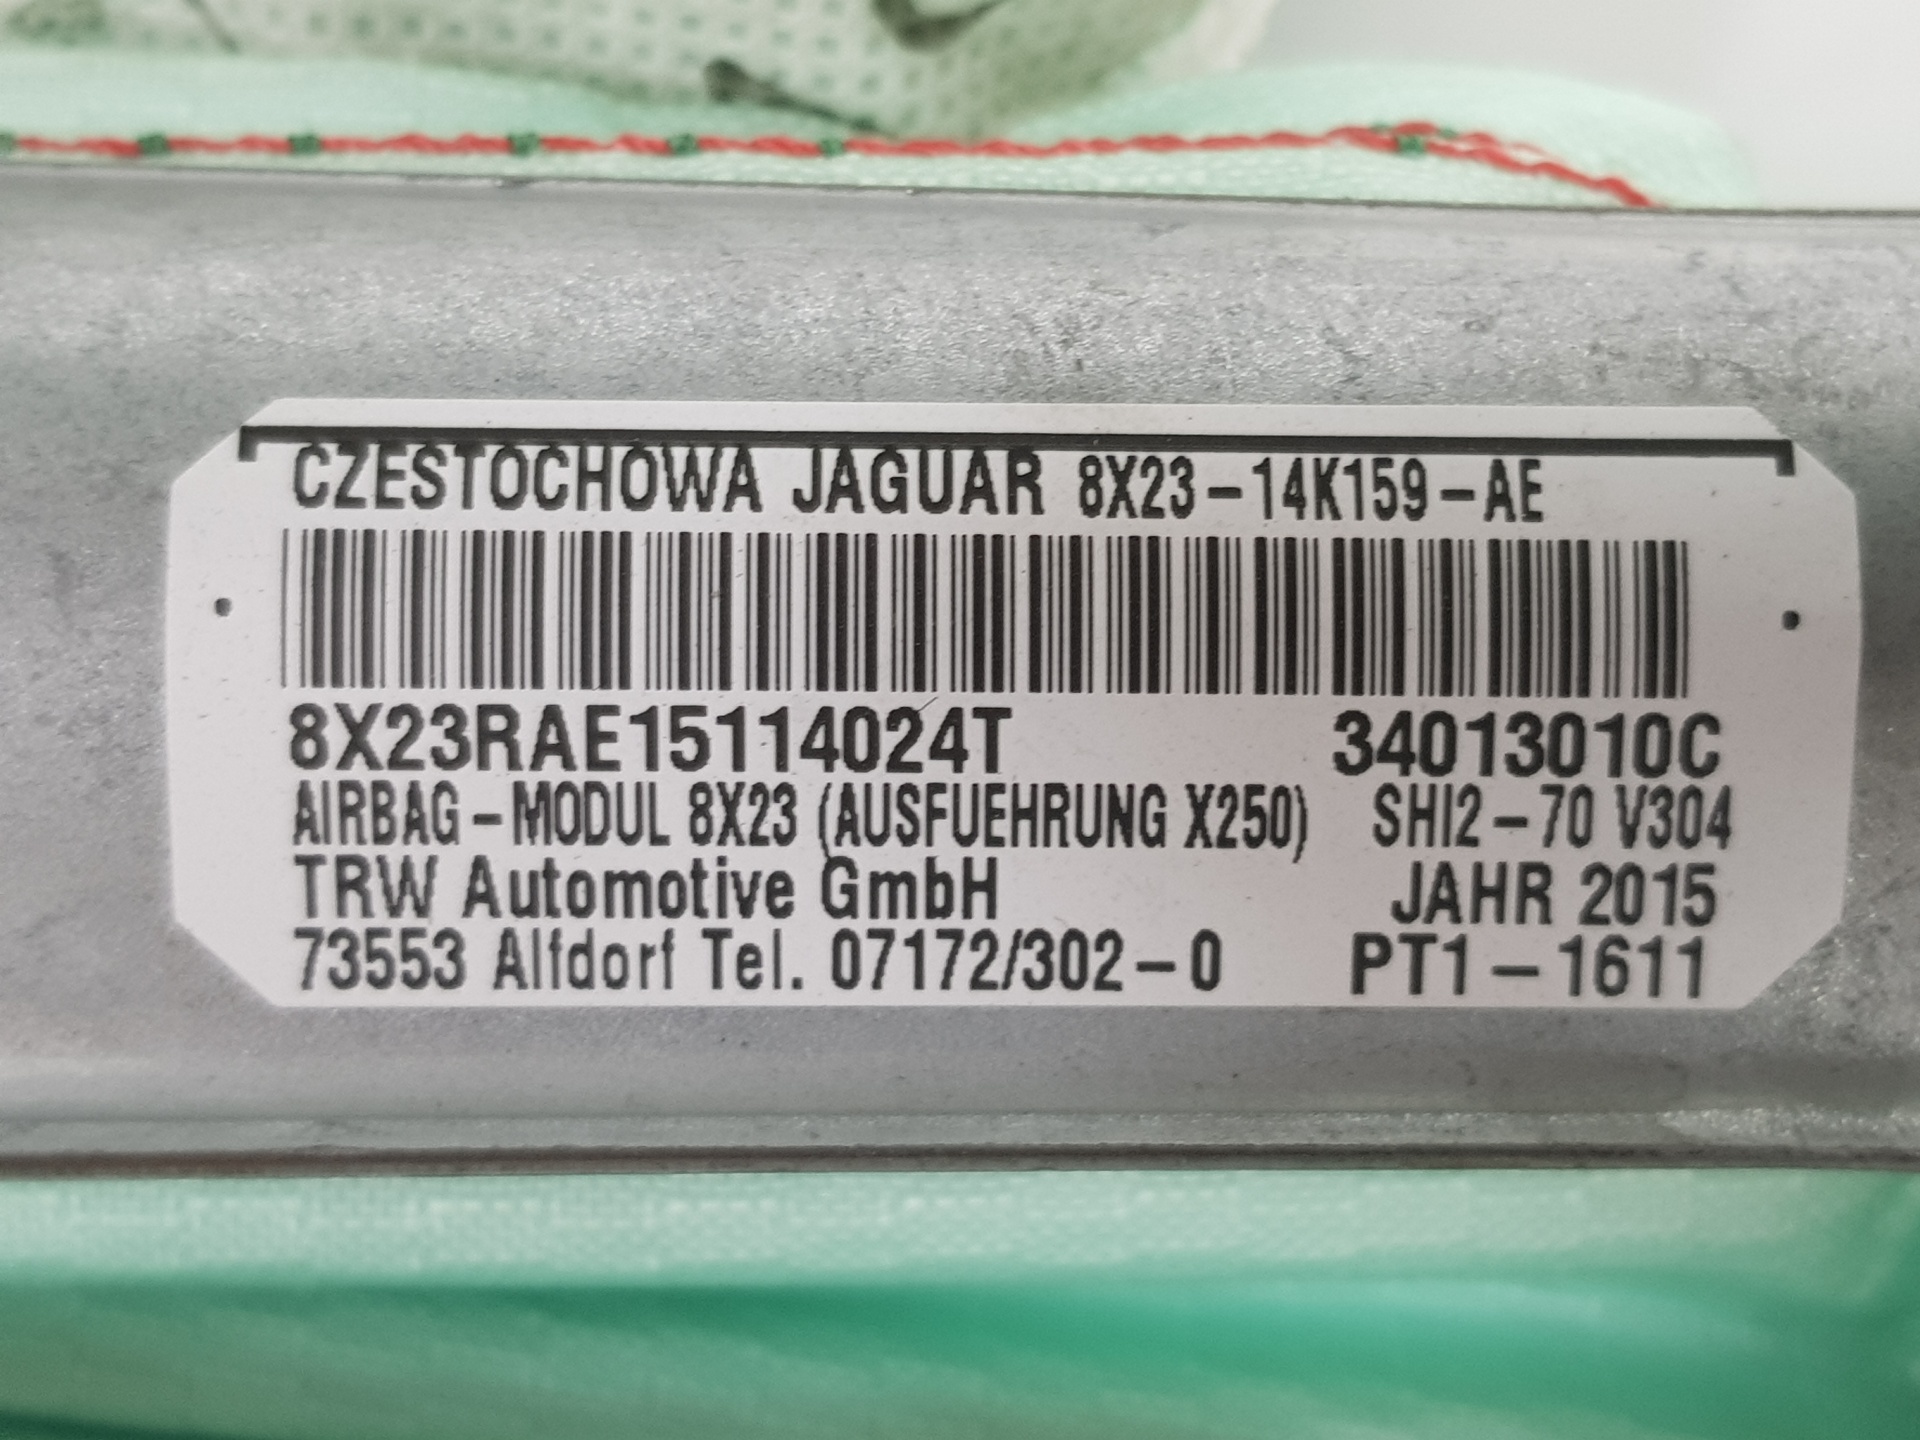 CZESTOCHOWA JAGUAR 8X23-14K159-AE
8X23RAE15114024T 34013010C
AIRBAG-MODUL 8X23 (AUSFUEHRUNG X250) SHI2-70 V304
TRW Automotive GmbH JAHR 2015
73553 Alfdorf Tel. 07172/302-0 PT1-1611